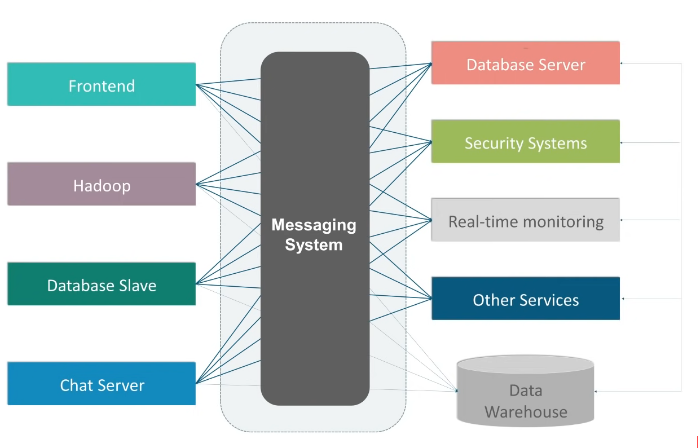 Frontend
Hadoop
Database Slave
Chat Server
Messaging
System
Database Server
Security Systems
Real-time monitoring
Other Services
Data
Warehouse